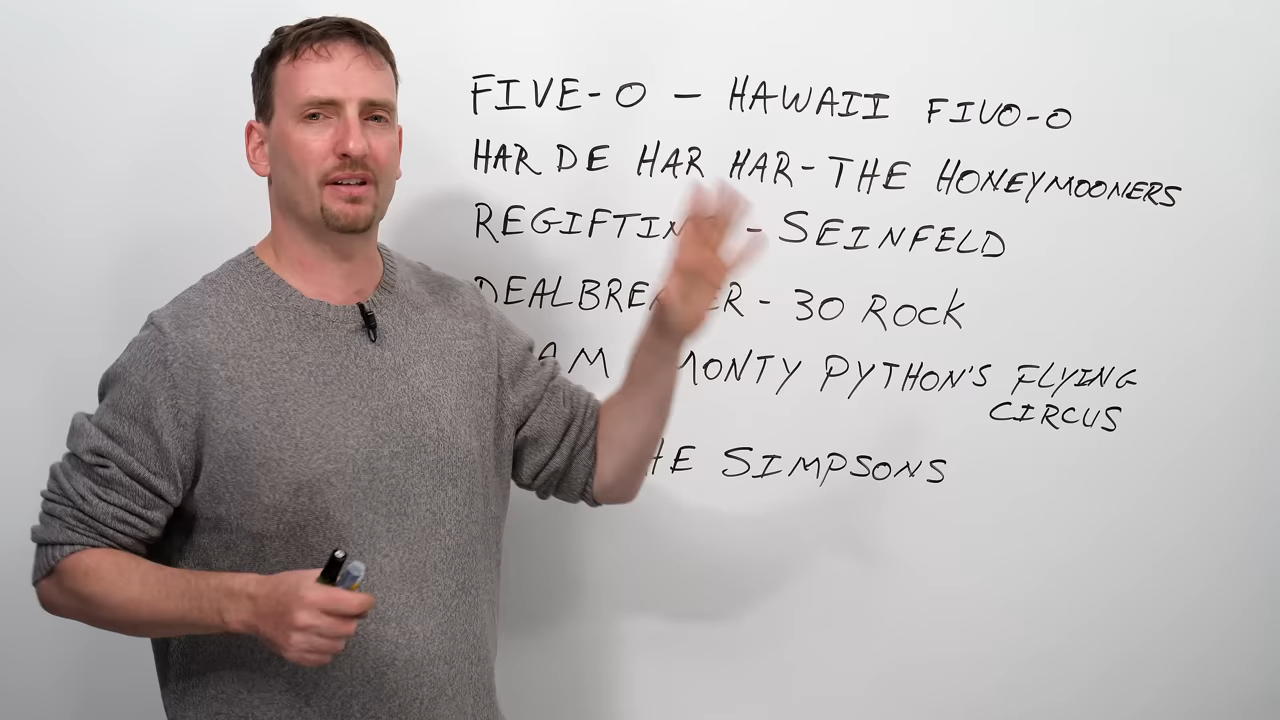 FIVE-O – HAWAII FIVO-O
HAR DE HAR HAR - THE HONEYMOONERS
REGIFTIN - SEINFELD
DEALBRE ER - 30 ROCK
AM MONTY PYTHON'S FLYING
CIRCUS
HE SIMPSONS